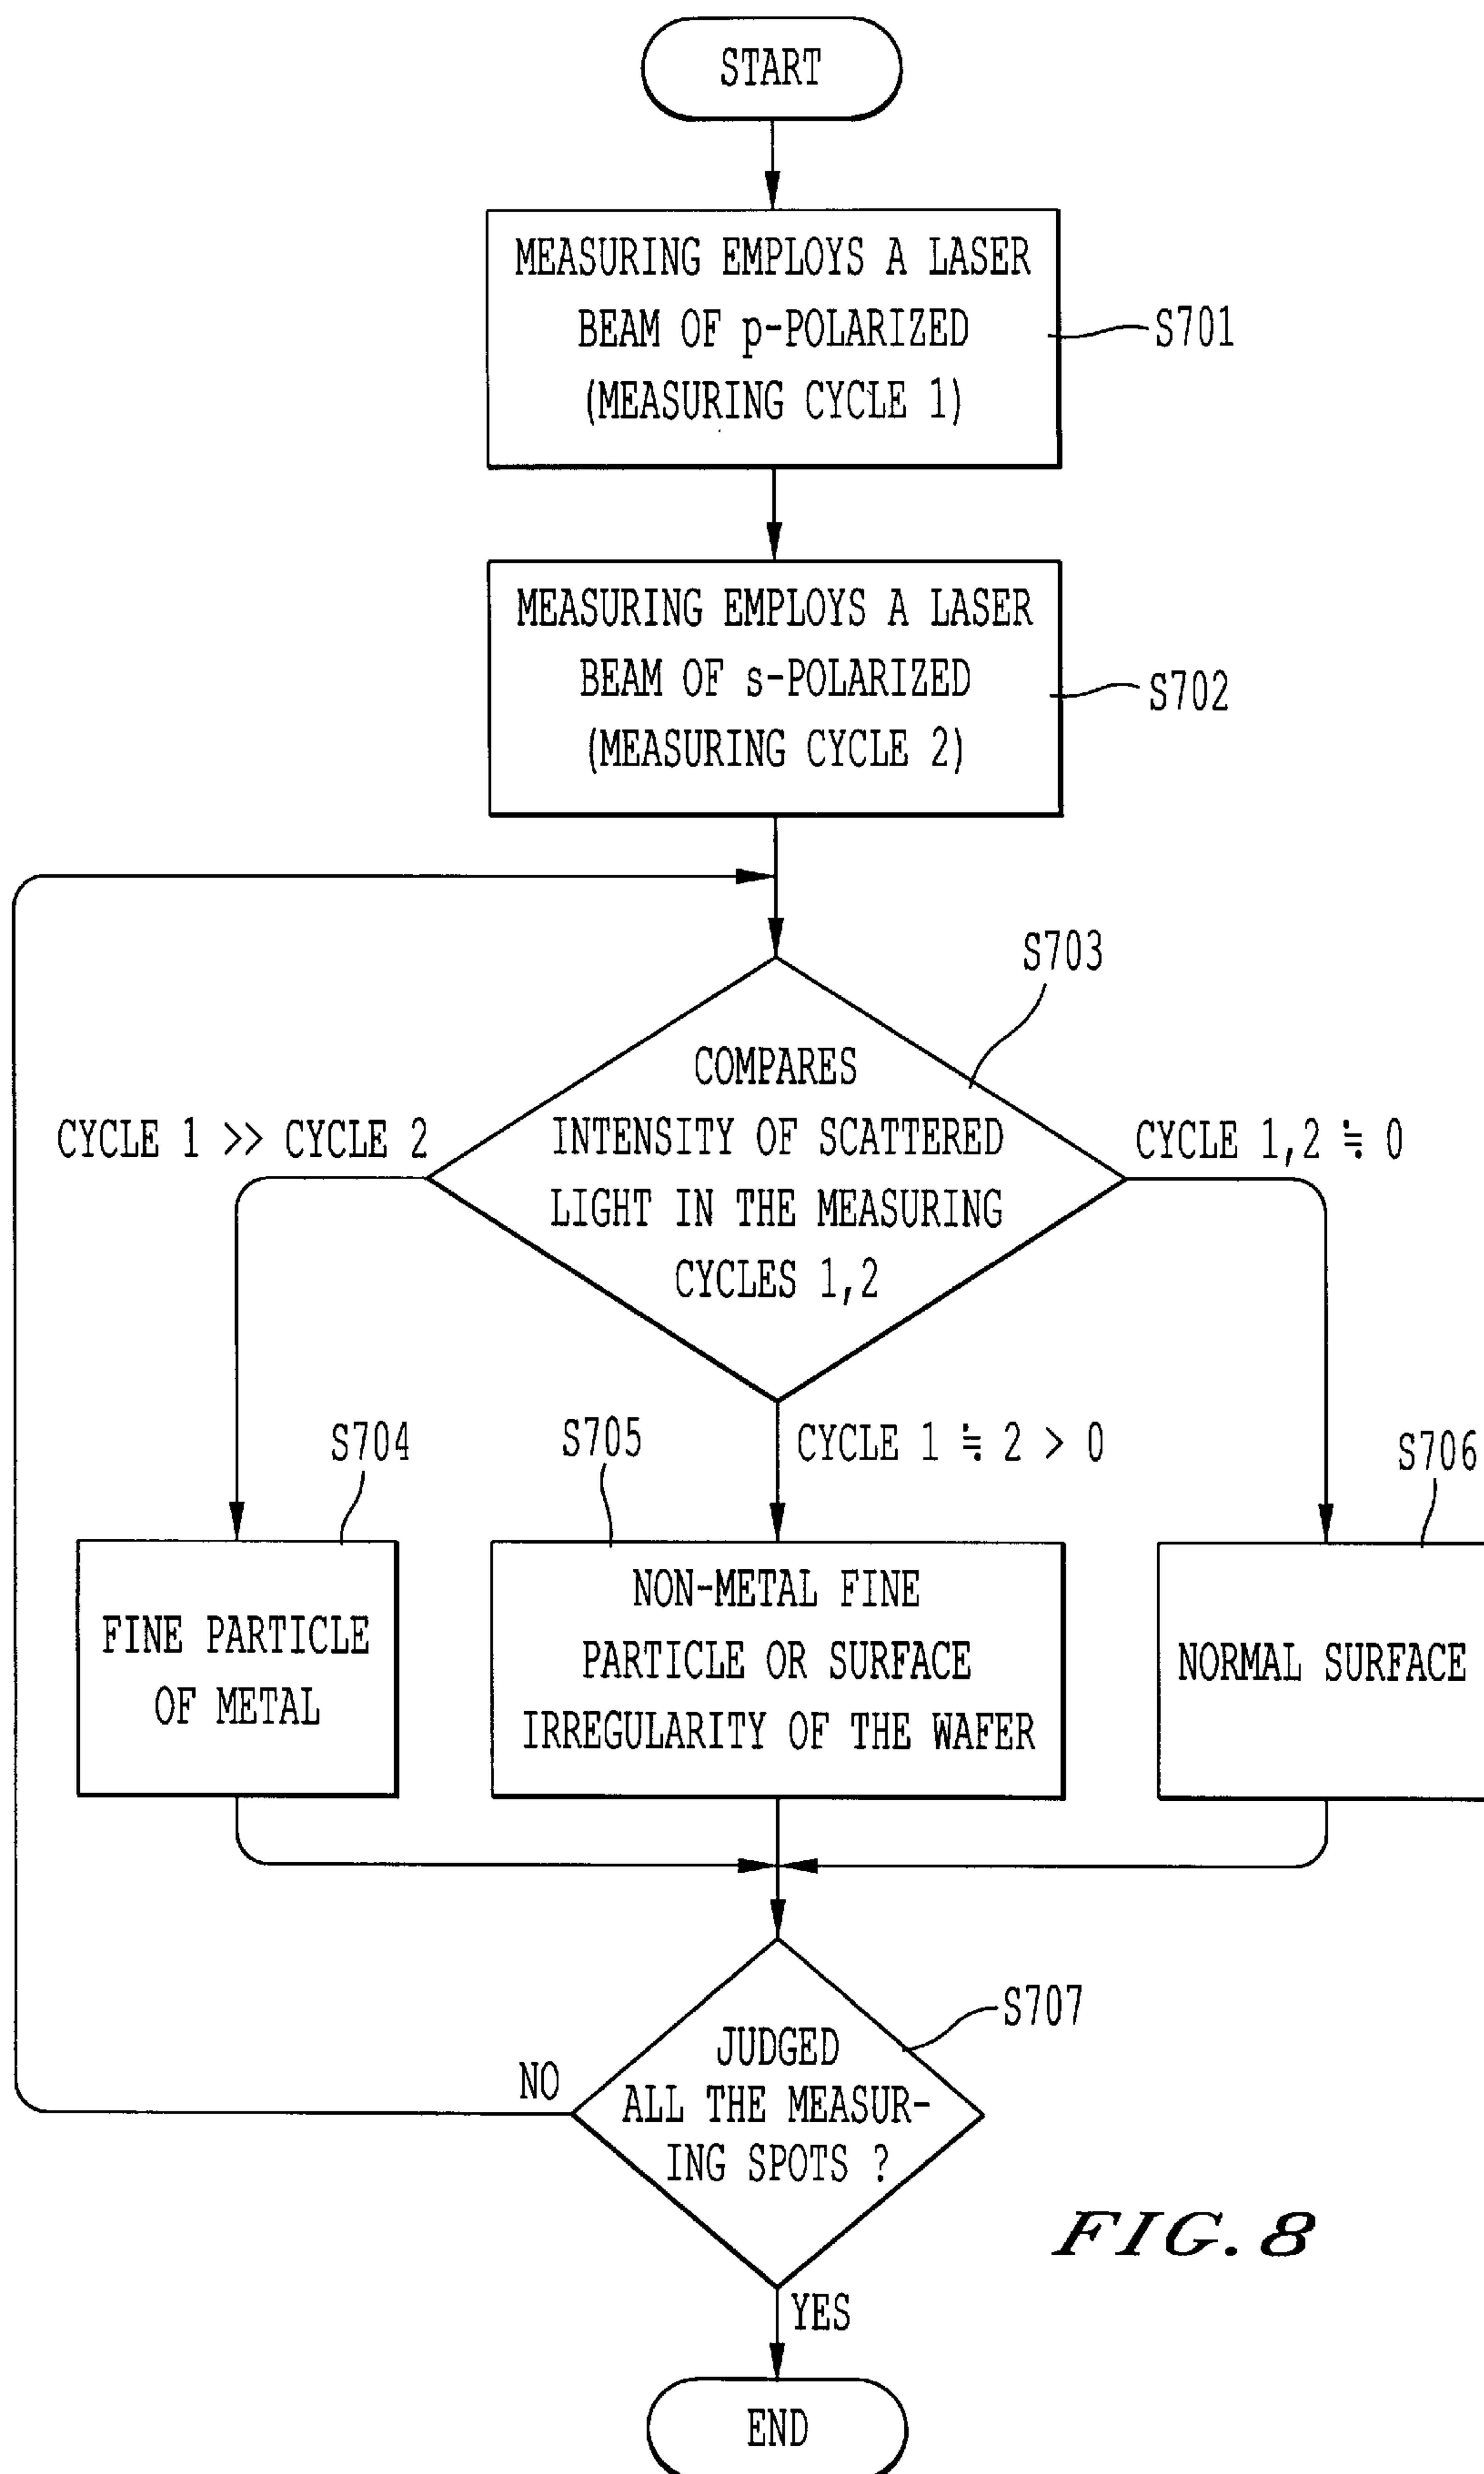 START
MEASURING EMPLOYS A LASER
BEAM OF p-POLARIZED
(MEASURING CYCLE 1)
S701
MEASURING EMPLOYS A LASER
BEAM OF s-POLARIZED
(MEASURING CYCLE 2)
S702
S703
COMPARES
INTENSITY OF SCATTERED
LIGHT IN THE MEASURING
CYCLES 1,2
CYCLE 1 >> CYCLE 2
CYCLE 1,2 ≒ 0
CYCLE 1 ≒ 2 > 0
S704
S705
S706
FINE PARTICLE
OF METAL
NON-METAL FINE
PARTICLE OR SURFACE
IRREGULARITY OF THE WAFER
NORMAL SURFACE
S707
JUDGED
ALL THE MEASUR-
ING SPOTS ?
NO
YES
END
FIG. 8